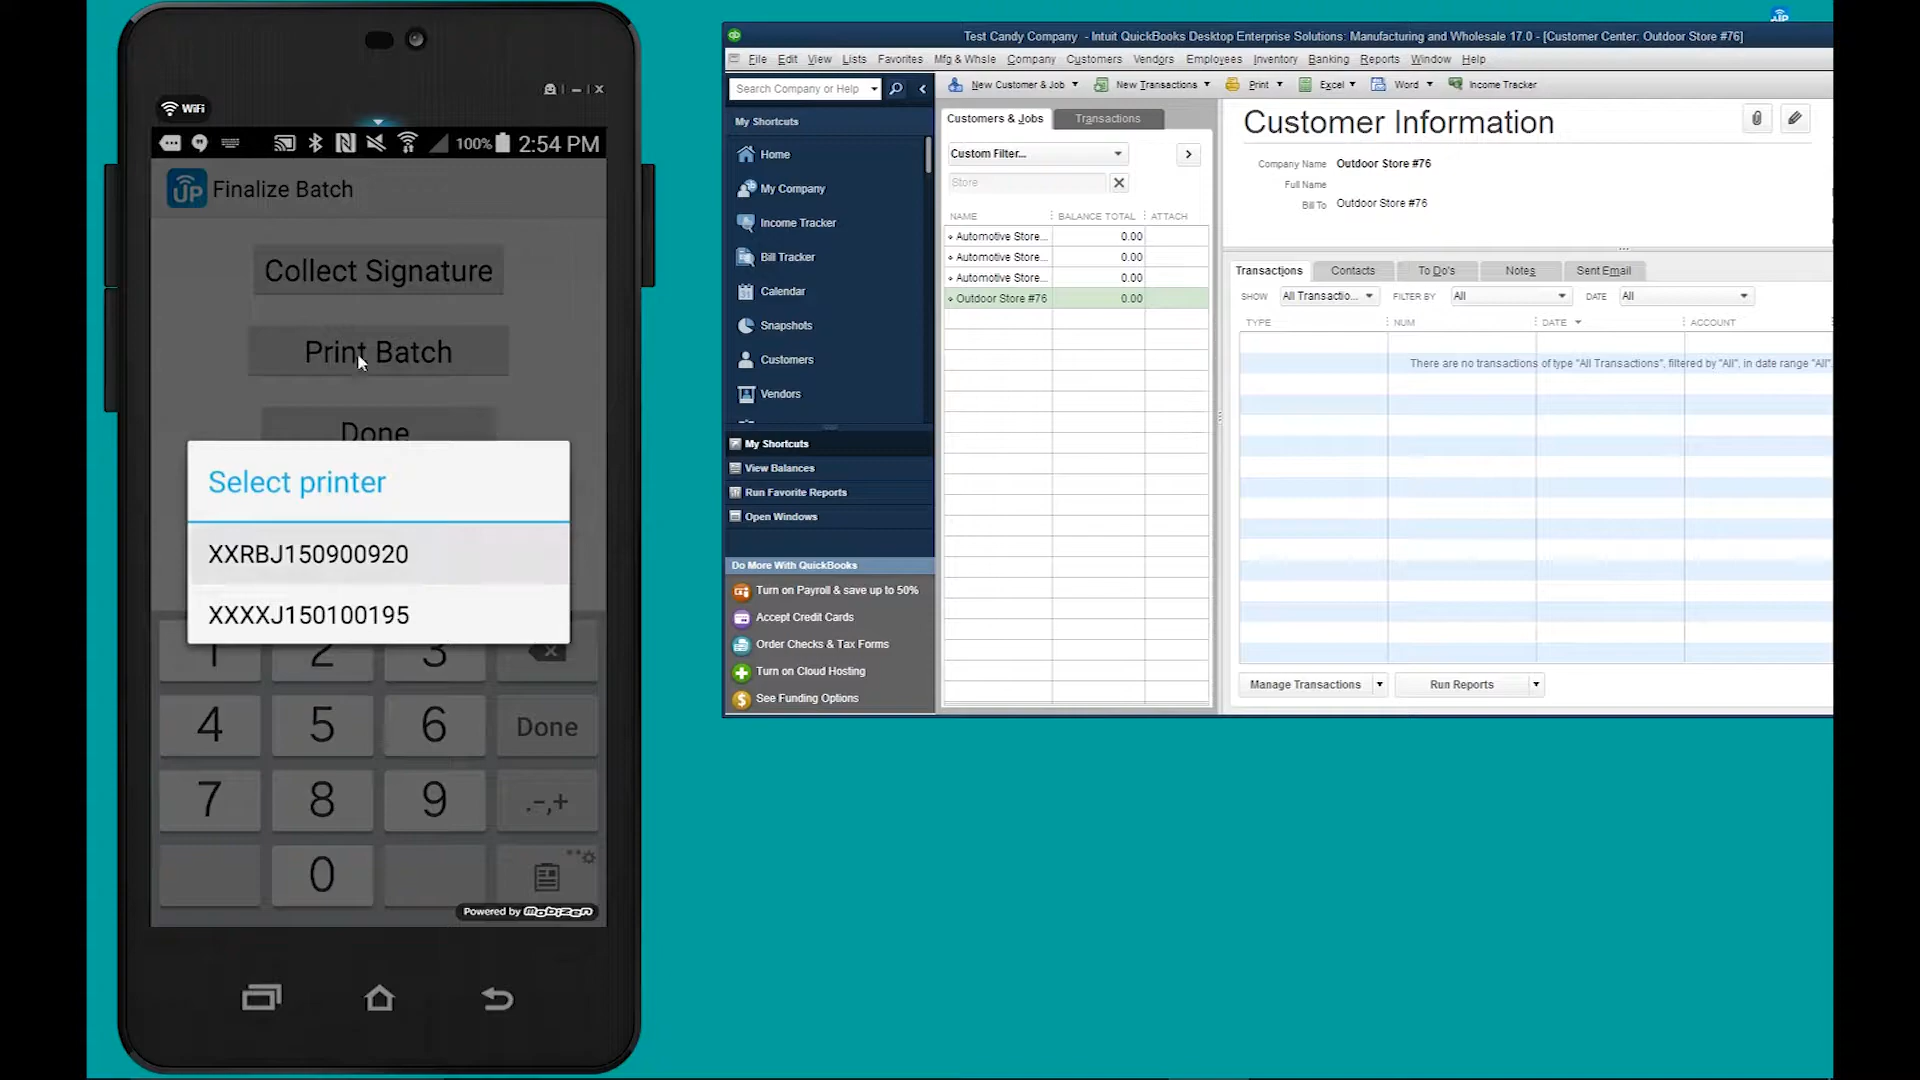 WiFi
100% 2:54 PM
UP Finalize Batch
Collect Signature
Print Batch
Done
Select printer
XXRBJ150900920
XXXXJ150100195
1 2 3
4 5 6 Done
7 8 9 .-,+
0
Powered by Mobizen
UP
Test Candy Company - Intuit QuickBooks Desktop Enterprise Solutions: Manufacturing and Wholesale 17.0 - [Customer Center: Outdoor Store #76]
File Edit View Lists Favorites Mfg & Whsle Company Customers Vendors Employees Inventory Banking Reports Window Help
Search Company or Help
New Customer & Job New Transactions Print Excel Word Income Tracker
My Shortcuts
Home
My Company
Income Tracker
Bill Tracker
Calendar
Snapshots
Customers
Vendors
My Shortcuts
View Balances
Run Favorite Reports
Open Windows
Do More With QuickBooks
Turn on Payroll & save up to 50%
Accept Credit Cards
Order Checks & Tax Forms
Turn on Cloud Hosting
See Funding Options
Customers & Jobs Transactions
Custom Filter...
Store
NAME BALANCE TOTAL ATTACH
Automotive Store... 0.00
Automotive Store... 0.00
Automotive Store... 0.00
Outdoor Store #76 0.00
Customer Information
Company Name Outdoor Store #76
Full Name
Bill To Outdoor Store #76
Transactions Contacts To Do's Notes Sent Email
SHOW All Transactio... FILTER BY All DATE All
TYPE NUM DATE ACCOUNT
There are no transactions of type "All Transactions", filtered by "All", in date range "All".
Manage Transactions Run Reports